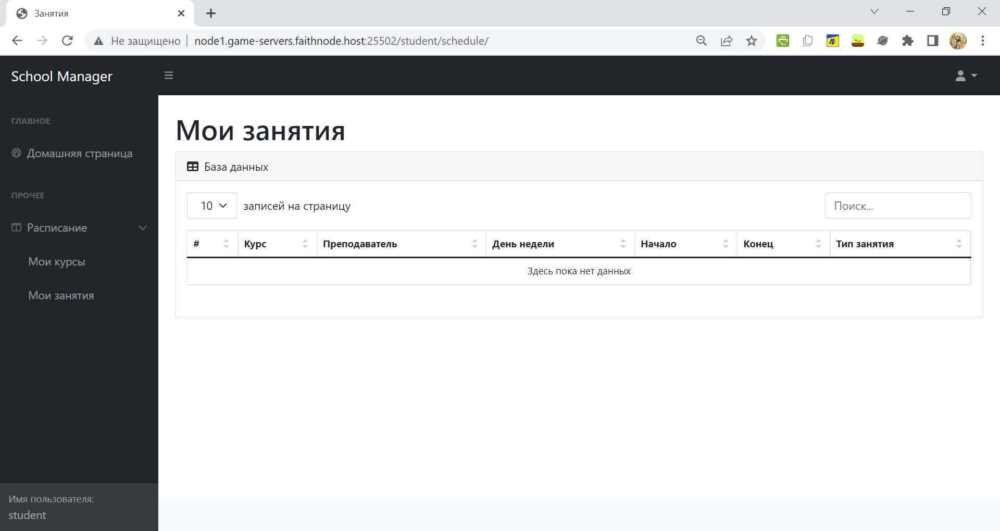 Занятия
Не защищено node1.game-servers.faithnode.host:25502/student/schedule/
n
School Manager
ГЛАВНОЕ
Домашняя страница
ПРОЧЕЕ
Расписание
Мои курсы
Мои занятия
Имя пользователя:
student
Мои занятия
База данных
10 записей на страницу
Поиск...
# Курс Преподаватель День недели Начало Конец Тип занятия
Здесь пока нет данных